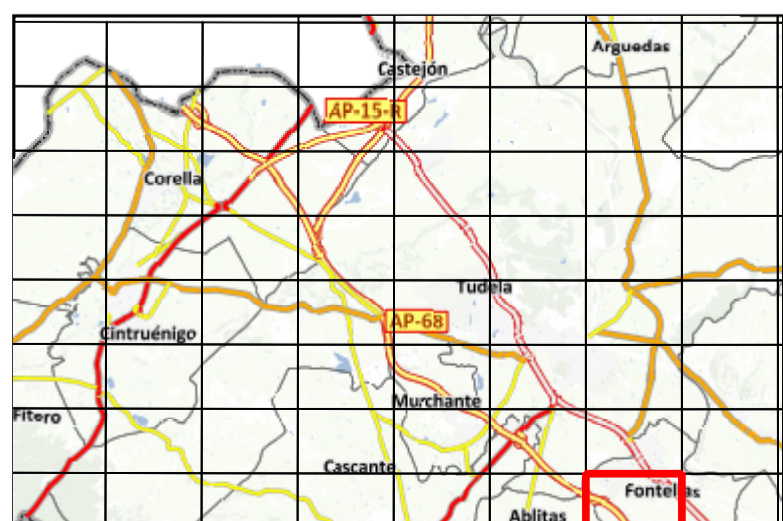 Arguedas
Castejón
AP-15-R
Corella
Tudela
AP-68
Cintruénigo
Murchante
Fitero
Cascante
Fontellas
Ablitas